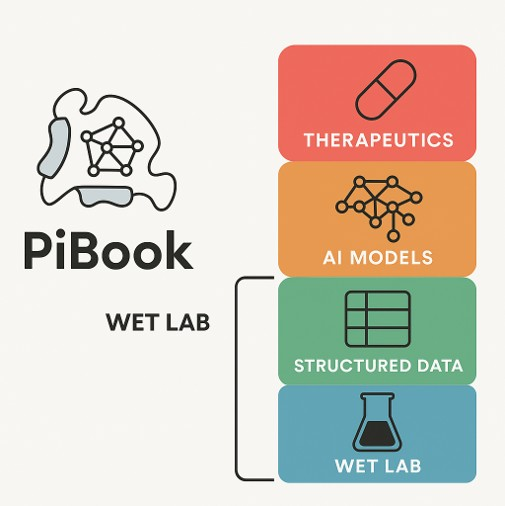 PiBook
WET LAB
THERAPEUTICS
AI MODELS
STRUCTURED DATA
WET LAB